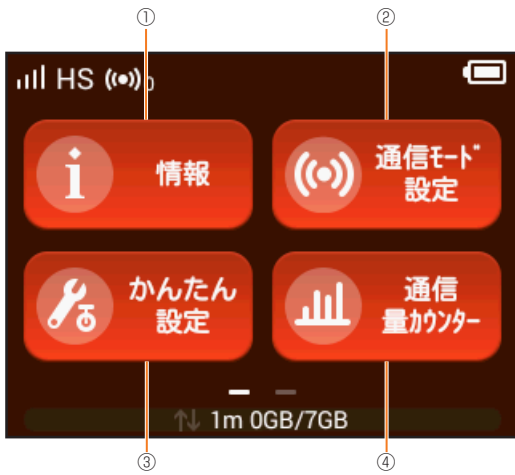 ① ②
HS 0
情報
通信ﾓｰﾄﾞ
設定
かんたん
設定
通信
量ｶｳﾝﾀｰ
1m 0GB/7GB
③ ④